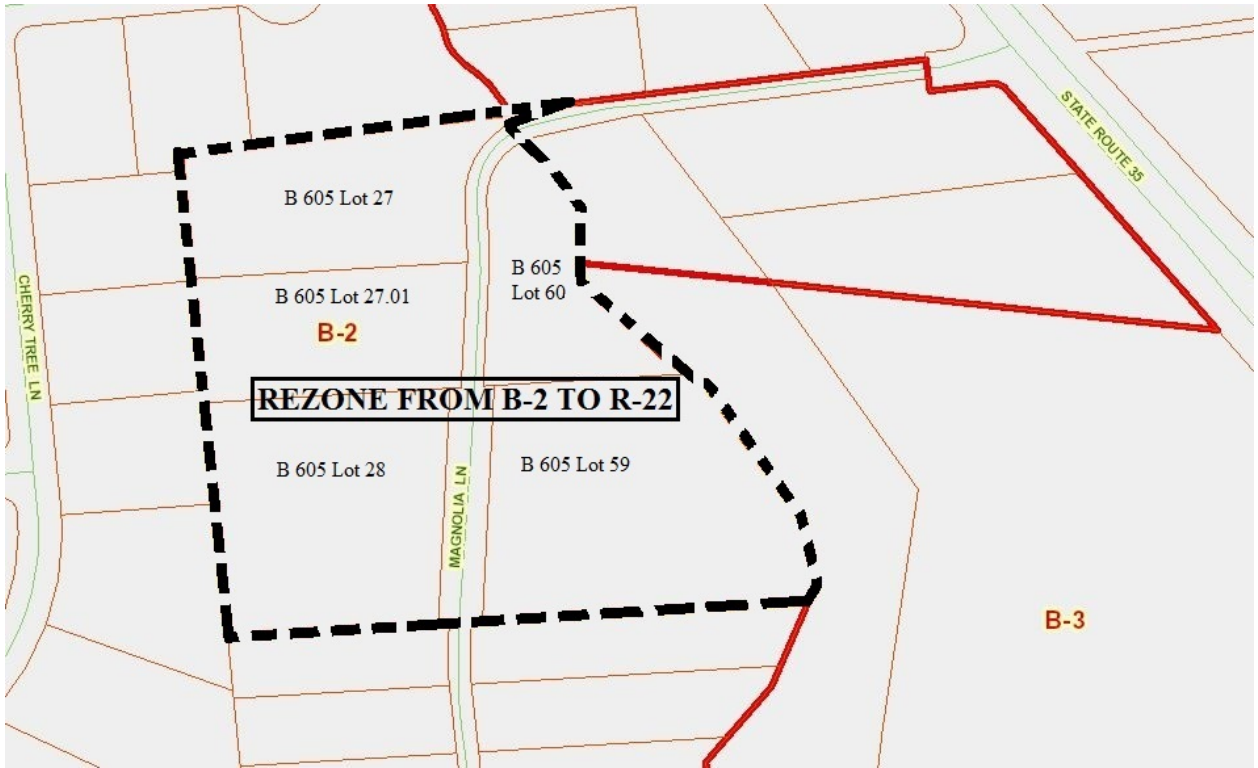 STATE ROUTE 35
B 605 Lot 27
B 605
Lot 60
CHERRY TREE LN
B 605 Lot 27.01
B-2
REZONE FROM B-2 TO R-22
B 605 Lot 28
B 605 Lot 59
MAGNOLIA LN
B-3